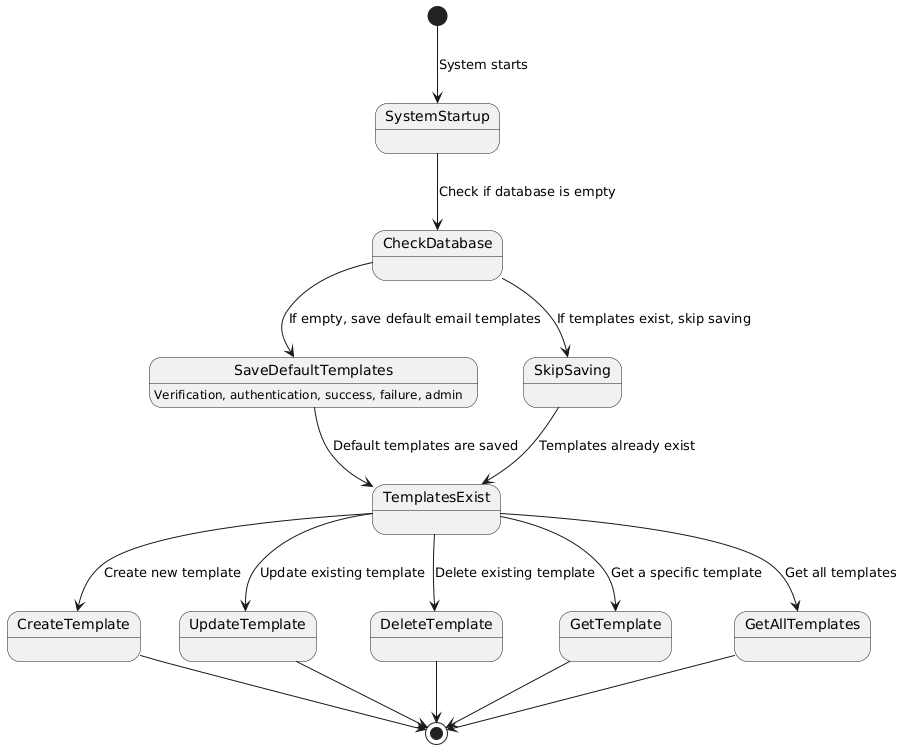 System starts
SystemStartup
Check if database is empty
CheckDatabase
If empty, save default email templates
If templates exist, skip saving
SaveDefaultTemplates
Verification, authentication, success, failure, admin
SkipSaving
Default templates are saved
Templates already exist
TemplatesExist
Create new template
Update existing template
Delete existing template
Get a specific template
Get all templates
CreateTemplate
UpdateTemplate
DeleteTemplate
GetTemplate
GetAllTemplates